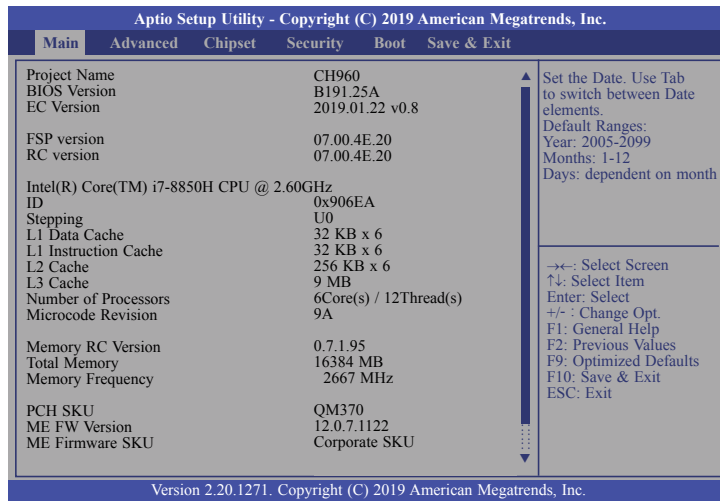 Aptio Setup Utility - Copyright (C) 2019 American Megatrends, Inc.
Main Advanced Chipset Security Boot Save & Exit
Project Name CH960
BIOS Version B191.25A
EC Version 2019.01.22 v0.8
FSP version 07.00.4E.20
RC version 07.00.4E.20
Intel(R) Core(TM) i7-8850H CPU @ 2.60GHz
ID 0x906EA
Stepping U0
L1 Data Cache 32 KB x 6
L1 Instruction Cache 32 KB x 6
L2 Cache 256 KB x 6
L3 Cache 9 MB
Number of Processors 6Core(s) / 12Thread(s)
Microcode Revision 9A
Memory RC Version 0.7.1.95
Total Memory 16384 MB
Memory Frequency 2667 MHz
PCH SKU QM370
ME FW Version 12.0.7.1122
ME Firmware SKU Corporate SKU
Set the Date. Use Tab
to switch between Date
elements.
Default Ranges:
Year: 2005-2099
Months: 1-12
Days: dependent on month
→←: Select Screen
↑↓: Select Item
Enter: Select
+/- : Change Opt.
F1: General Help
F2: Previous Values
F9: Optimized Defaults
F10: Save & Exit
ESC: Exit
Version 2.20.1271. Copyright (C) 2019 American Megatrends, Inc.